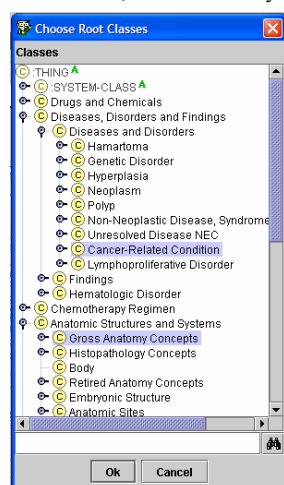 Choose Root Classes
Classes
C :THING A
C :SYSTEM-CLASS A
C Drugs and Chemicals
C Diseases, Disorders and Findings
C Diseases and Disorders
C Hamartoma
C Genetic Disorder
C Hyperplasia
C Neoplasm
C Polyp
C Non-Neoplastic Disease, Syndrome
C Unresolved Disease NEC
C Cancer-Related Condition
C Lymphoproliferative Disorder
C Findings
C Hematologic Disorder
C Chemotherapy Regimen
C Anatomic Structures and Systems
C Gross Anatomy Concepts
C Histopathology Concepts
C Body
C Retired Anatomy Concepts
C Embryonic Structure
C Anatomic Sites
Ok Cancel